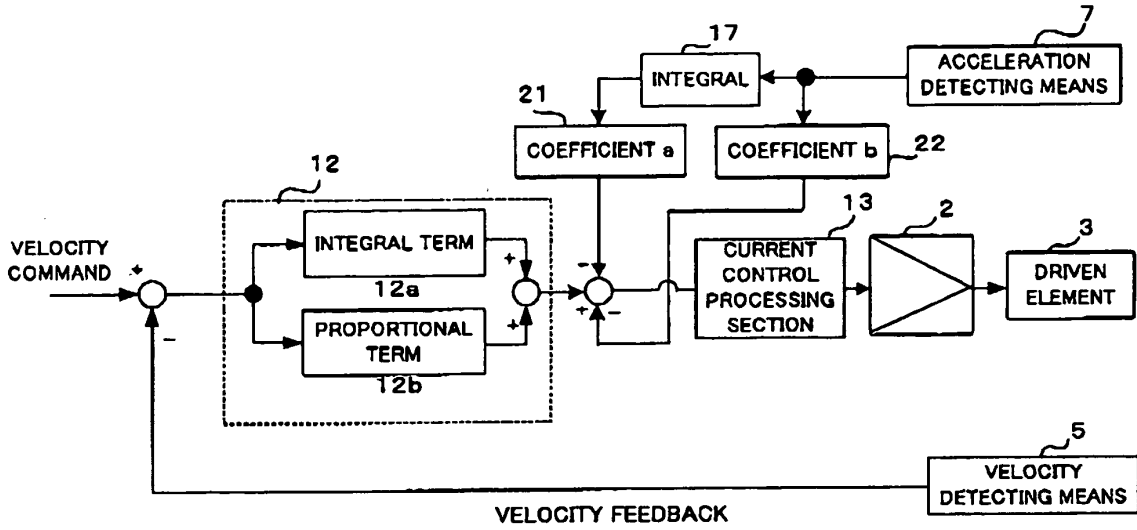 7
17
ACCELERATION
DETECTING MEANS
INTEGRAL
21
COEFFICIENT a
COEFFICIENT b
22
12
13
2
3
VELOCITY
COMMAND
+
-
INTEGRAL TERM
12a
PROPORTIONAL
TERM
12b
+
+
-
+
-
CURRENT
CONTROL
PROCESSING
SECTION
DRIVEN
ELEMENT
5
VELOCITY
DETECTING MEANS
VELOCITY FEEDBACK